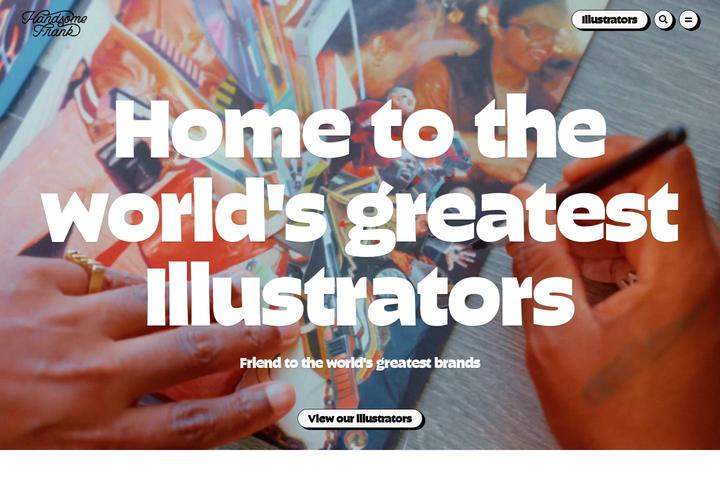 Handsome
Frank
Illustrators
Home to the
world's greatest
Illustrators
Friend to the world's greatest brands
View our illustrators